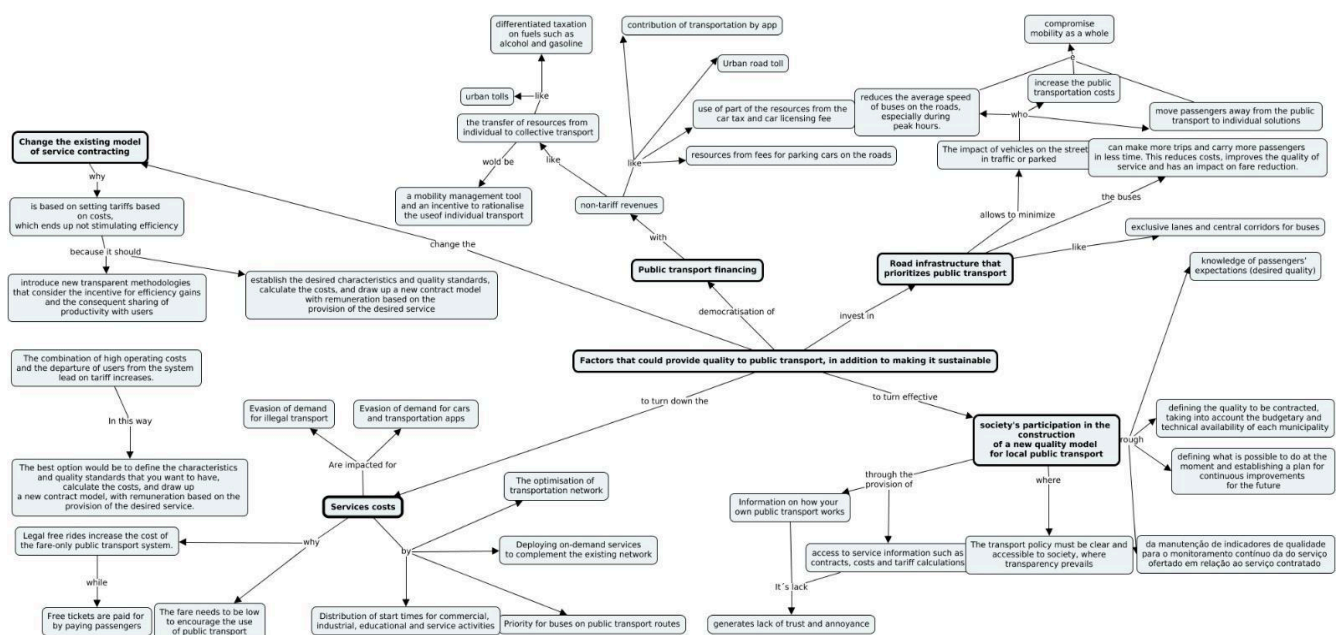 differentiated taxation
on fuels such as
alcohol and gasoline
contribution of transportation by app
compromise
mobility as a whole
e
Urban road toll
like
urban tolls
increase the public
transportation costs
reduces the average speed
of buses on the roads,
especially during
peak hours.
use of part of the resources from the
car tax and car licensing fee
who
move passengers away from the public
transport to individual solutions
the transfer of resources from
individual to collective transport
Change the existing model
of service contracting
wold be
like
like
resources from fees for parking cars on the roads
The impact of vehicles on the street
in traffic or parked
can make more trips and carry more passengers
in less time. This reduces costs, improves the quality of
service and has an impact on fare reduction.
why
a mobility management tool
and an incentive to rationalise
the useof individual transport
non-tariff revenues
the buses
is based on setting tariffs based
on costs,
which ends up not stimulating efficiency
allows to minimize
exclusive lanes and central corridors for buses
with
change the
like
because it should
knowledge of passengers'
expectations (desired quality)
Public transport financing
Road infrastructure that
prioritizes public transport
introduce new transparent methodologies
that consider the incentive for efficiency gains
and the consequent sharing of
productivity with users
establish the desired characteristics and quality standards,
calculate the costs, and draw up a new contract model
with remuneration based on the
provision of the desired service
democratisation of
invest in
Factors that could provide quality to public transport, in addition to making it sustainable
The combination of high operating costs
and the departure of users from the system
lead on tariff increases.
to turn down the
to turn effective
In this way
Evasion of demand
for illegal transport
Evasion of demand for cars
and transportation apps
society's participation in the
construction
of a new quality model
for local public transport
rough
defining the quality to be contracted,
taking into account the budgetary and
technical availability of each municipality
defining what is possible to do at the
moment and establishing a plan for
continuous improvements
for the future
Are impacted for
The best option would be to define the characteristics
and quality standards that you want to have,
calculate the costs, and draw up
a new contract model, with remuneration based on the
provision of the desired service.
through the
provision of
where
The optimisation of
transportation network
Information on how your
own public transport works
Services costs
Legal free rides increase the cost of
the fare-only public transport system.
why
by
Deploying on-demand services
to complement the existing network
access to service information such as
contracts, costs and tariff calculations
The transport policy must be clear and
accessible to society, where
transparency prevails
da manutenção de indicadores de qualidade
para o monitoramento contínuo da do serviço
ofertado em relação ao serviço contratado
while
It´s lack
Free tickets are paid for
by paying passengers
The fare needs to be low
to encourage the use
of public transport
Distribution of start times for commercial,
industrial, educational and service activities
Priority for buses on public transport routes
generates lack of trust and annoyance